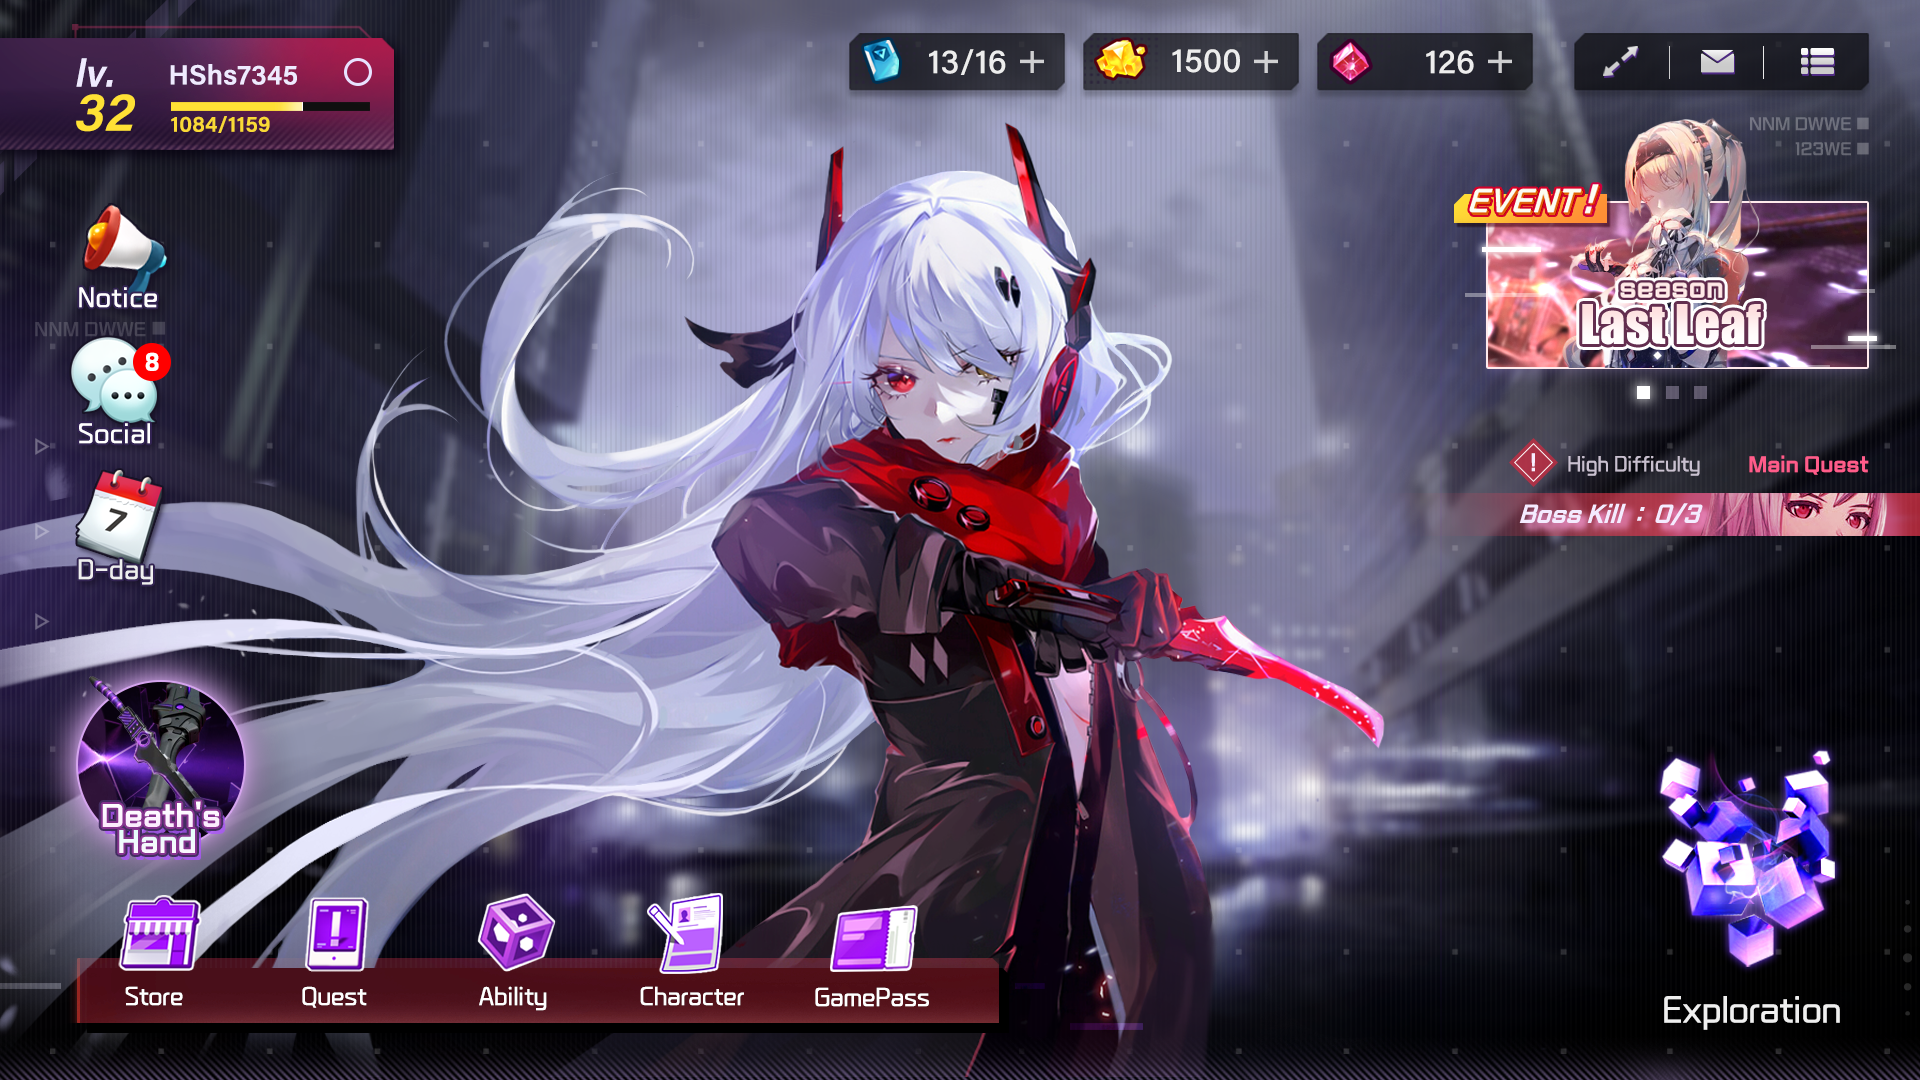 lv.
32
HShs7345
1084/1159
13/16
1500
126
NNM DWWE
123WE
EVENT!
season
Last Leaf
Notice
NNM DWWE
8
Social
7
D-day
! High Difficulty Main Quest
Boss Kill : 0/3
Death's
Hand
Store Quest Ability Character GamePass
Exploration